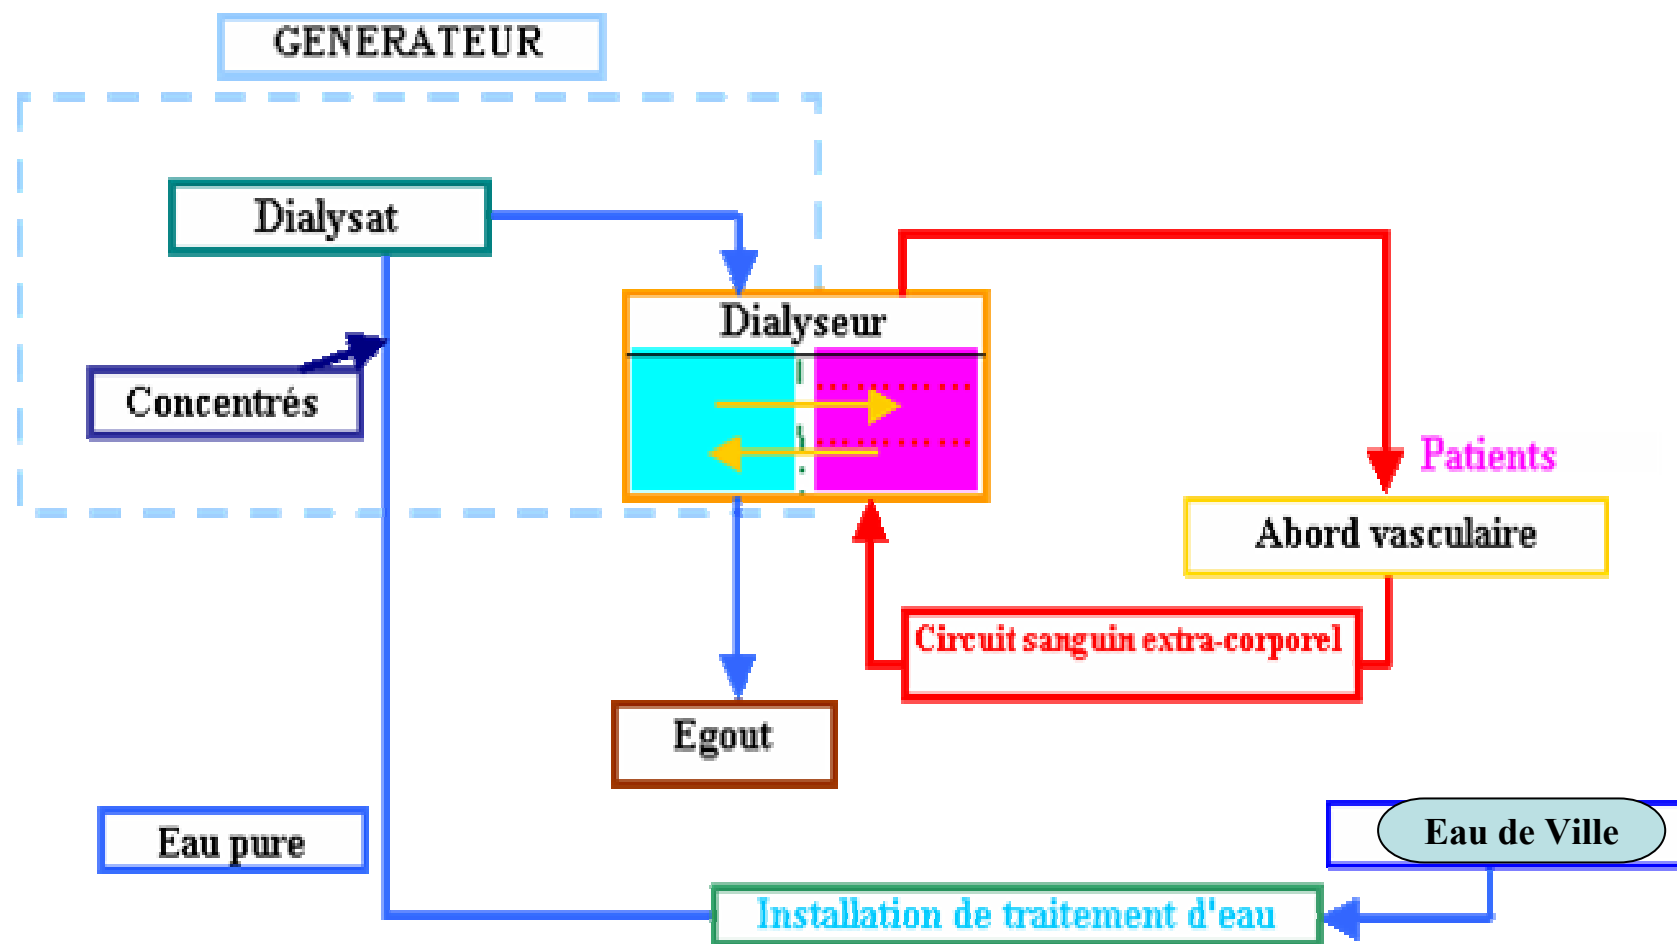 GENERATEUR
Dialysat
Dialyseur
Concentrés
Patients
Abord vasculaire
Circuit sanguin extra-corporel
Egout
Eau pure
Eau de Ville
Installation de traitement d'eau